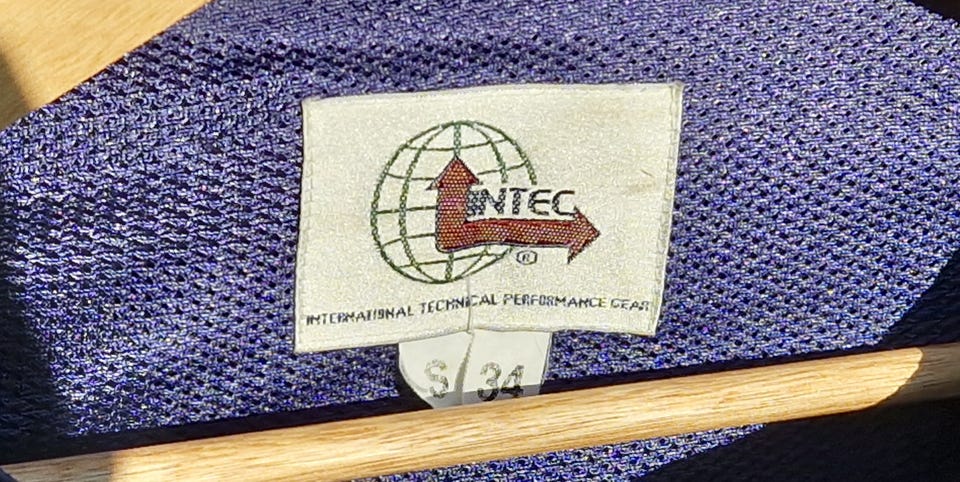 INTEC
®
INTERNATIONAL TECHNICAL PERFORMANCE GEAR
S 34